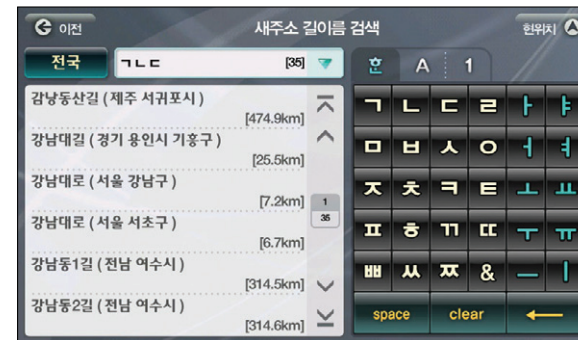 이전
새주소 길이름 검색
현위치
전국
ㄱㄴㄷ
[35]
흔 A 1
감낭동산길 (제주 서귀포시)
[474.9km]
강남대길 (경기 용인시 기흥구)
[25.5km]
강남대로 (서울 강남구)
[7.2km]
강남대로 (서울 서초구)
[6.7km]
강남동1길 (전남 여수시)
[314.5km]
강남동2길 (전남 여수시)
[314.6km]
1
35
ㄱ ㄴ ㄷ ㄹ ㅏ ㅑ
ㅁ ㅂ ㅅ ㅇ ㅓ ㅕ
ㅈ ㅊ ㅋ ㅌ ㅗ ㅛ
ㅍ ㅎ ㄲ ㄸ ㅜ ㅠ
ㅃ ㅆ ㅉ & ㅡ ㅣ
space clear